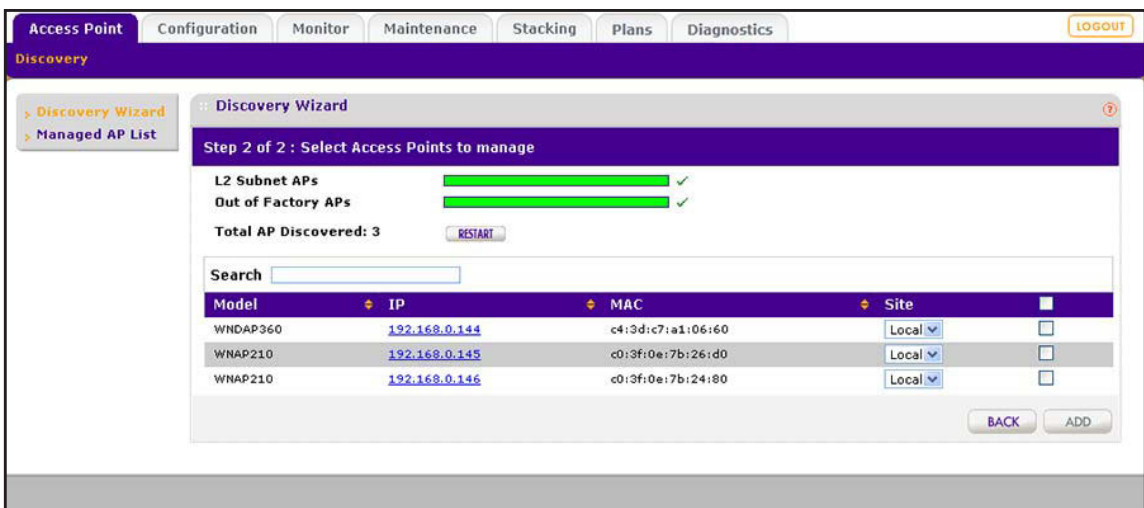 Access Point Configuration Monitor Maintenance Stacking Plans Diagnostics LOGOUT
Discovery
Discovery Wizard
Managed AP List
Discovery Wizard ?
Step 2 of 2 : Select Access Points to manage
L2 Subnet APs
Out of Factory APs
Total AP Discovered: 3 RESTART
Search
Model IP MAC Site
WNDAP360 192.168.0.144 c4:3d:c7:a1:06:60 Local
WNAP210 192.168.0.145 c0:3f:0e:7b:26:d0 Local
WNAP210 192.168.0.146 c0:3f:0e:7b:24:80 Local
BACK ADD